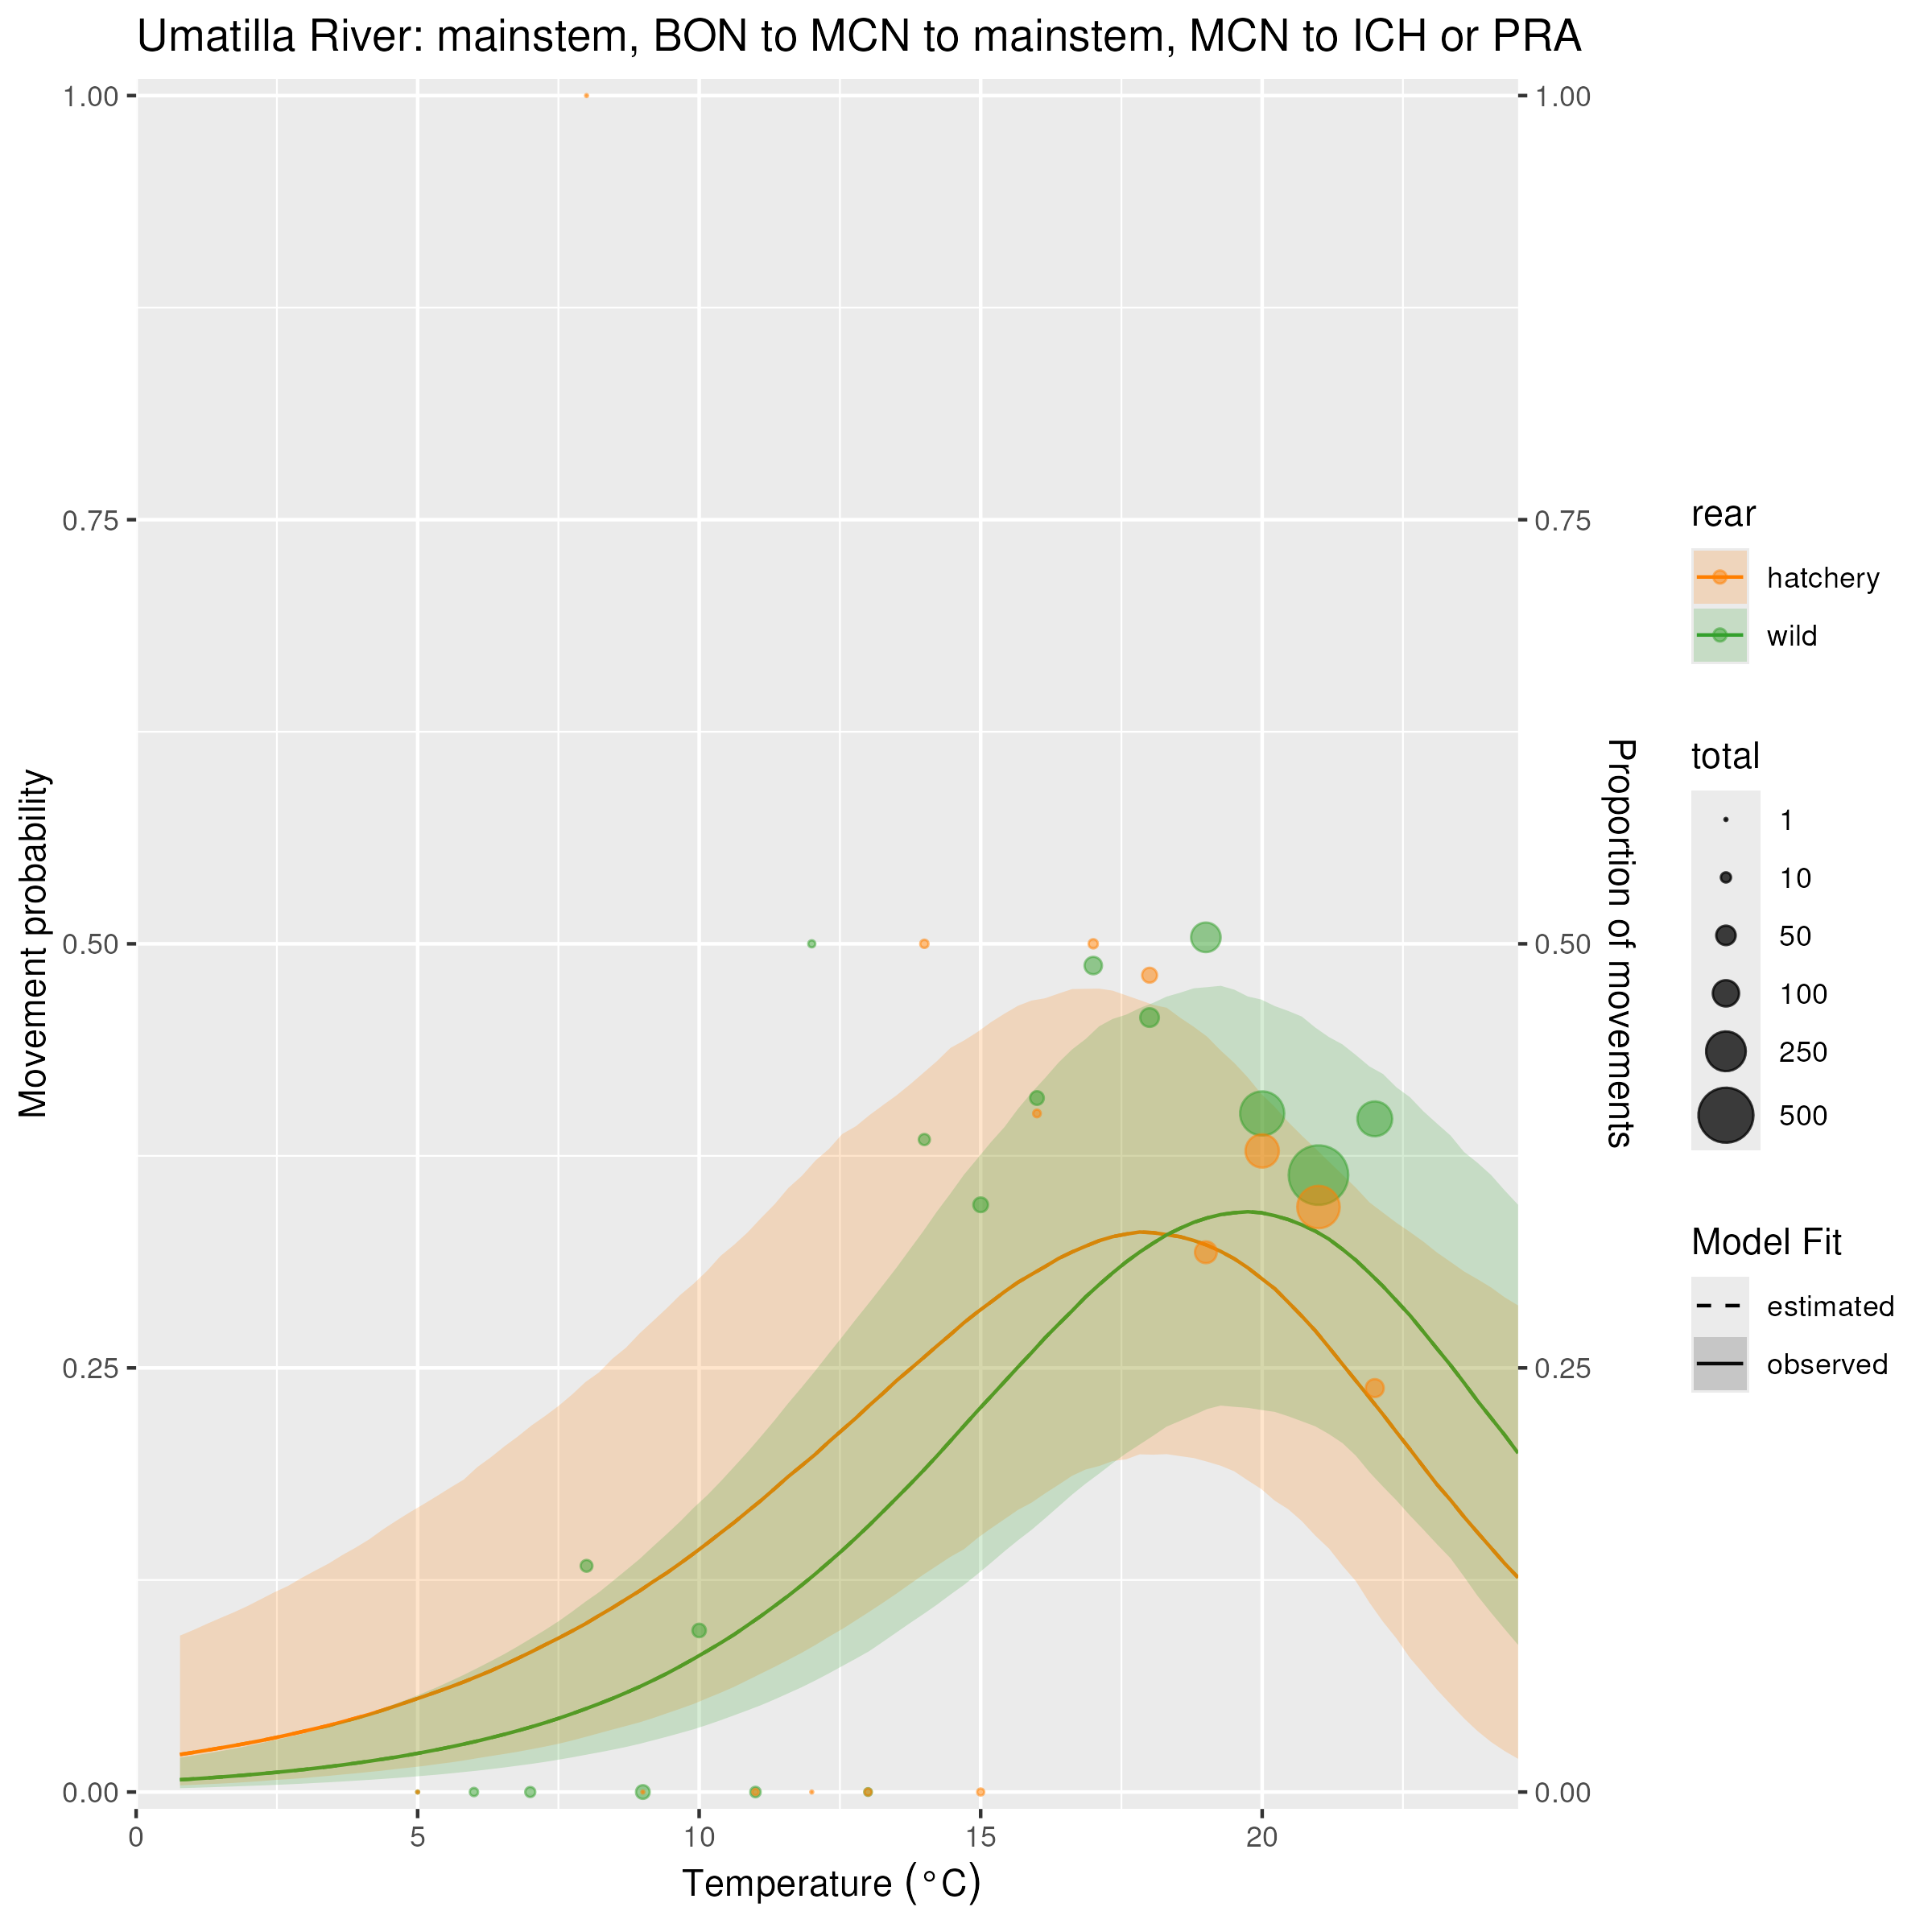 Umatilla River: mainstem, BON to MCN to mainstem, MCN to ICH or PRA
Movement probability
1.00
0.75
0.50
0.25
0.00
0
5
10
15
20
Temperature (°C)
1.00
0.75
0.50
0.25
0.00
Proportion of movements
rear
hatchery
wild
total
1
10
50
100
250
500
Model Fit
estimated
observed